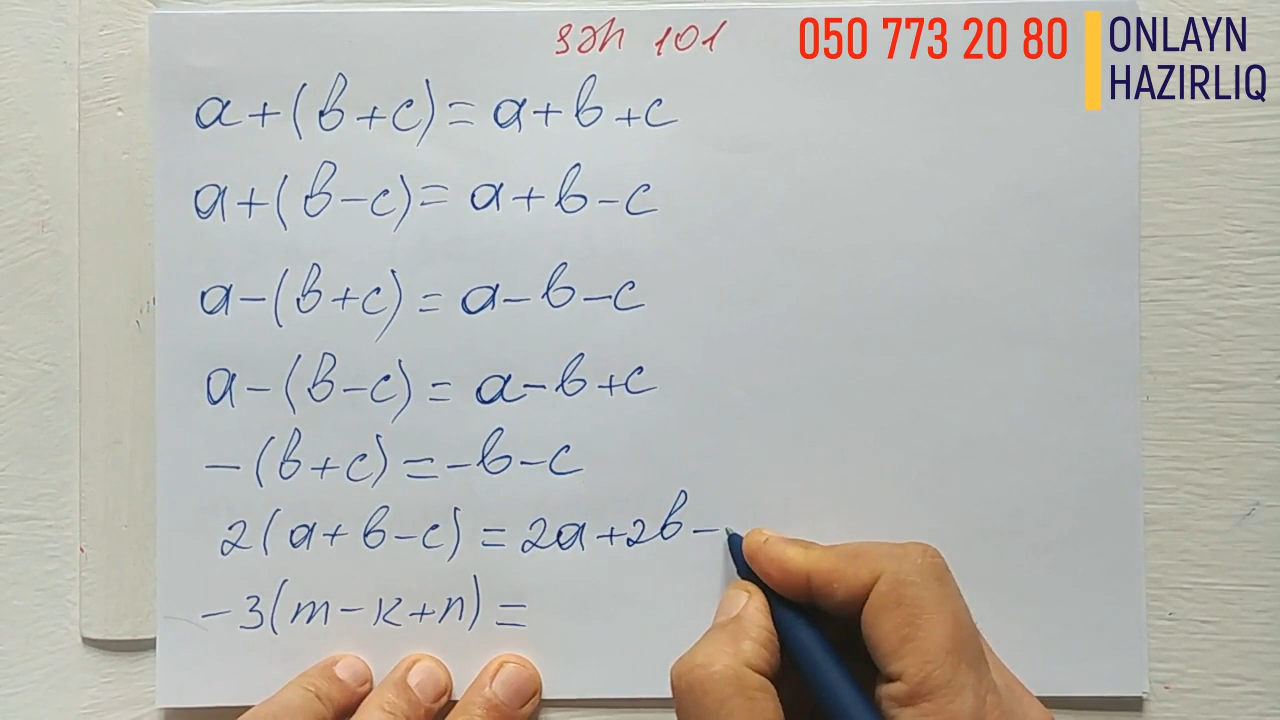 səh 101
050 773 20 80
ONLAYN
HAZIRLIQ
a+(b+c)=a+b+c
a+(b-c)=a+b-c
a-(b+c)=a-b-c
a-(b-c)=a-b+c
-(b+c)=-b-c
2(a+b-c)=2a+2b-
-3(m-k+n)=